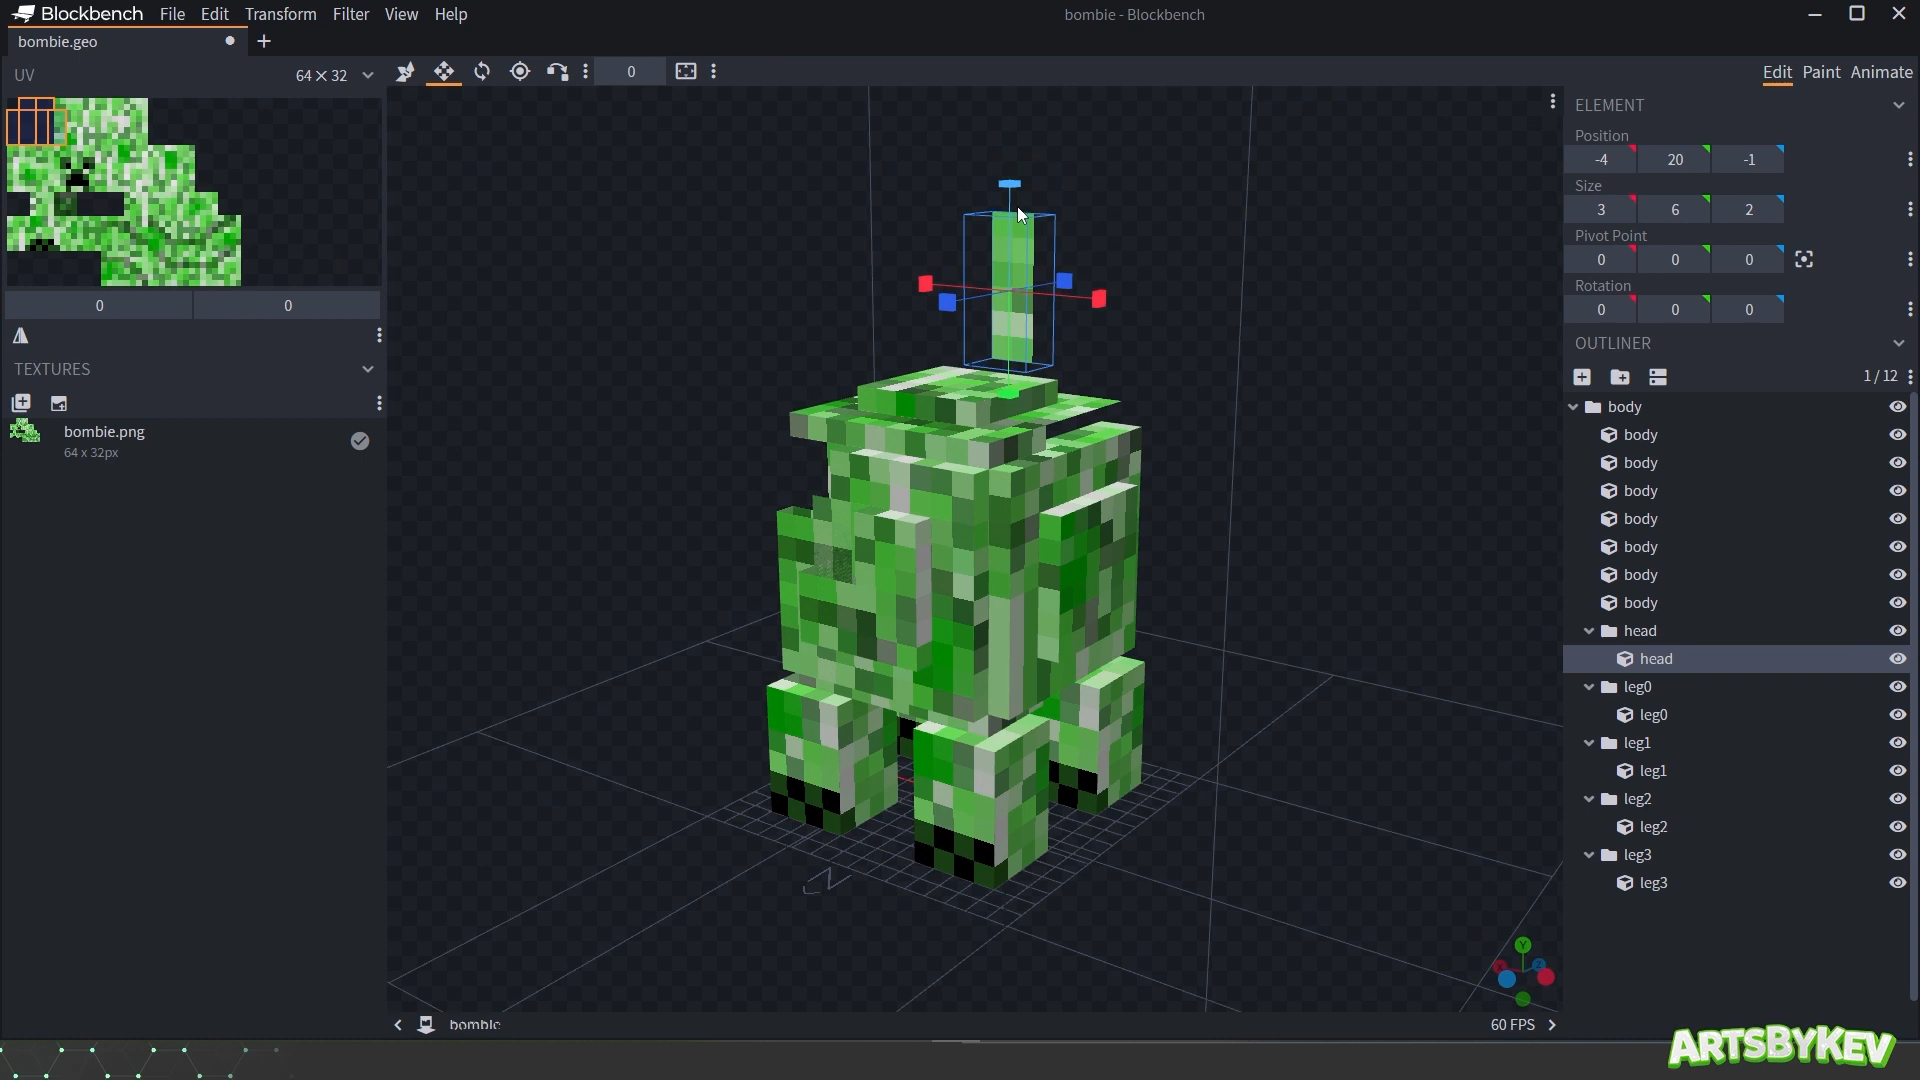 Blockbench File Edit Transform Filter View Help
bombie - Blockbench
bombie.geo
UV
64×32
0
Edit Paint Animate
ELEMENT
Position
-4 20 -1
Size
3 6 2
Pivot Point
0 0 0
Rotation
0 0 0
0 0
TEXTURES
bombie.png
64 x 32px
OUTLINER
1 / 12
body
body
body
body
body
body
body
body
head
head
leg0
leg0
leg1
leg1
leg2
leg2
leg3
leg3
Y
Z
60 FPS
ARTSBYKEV